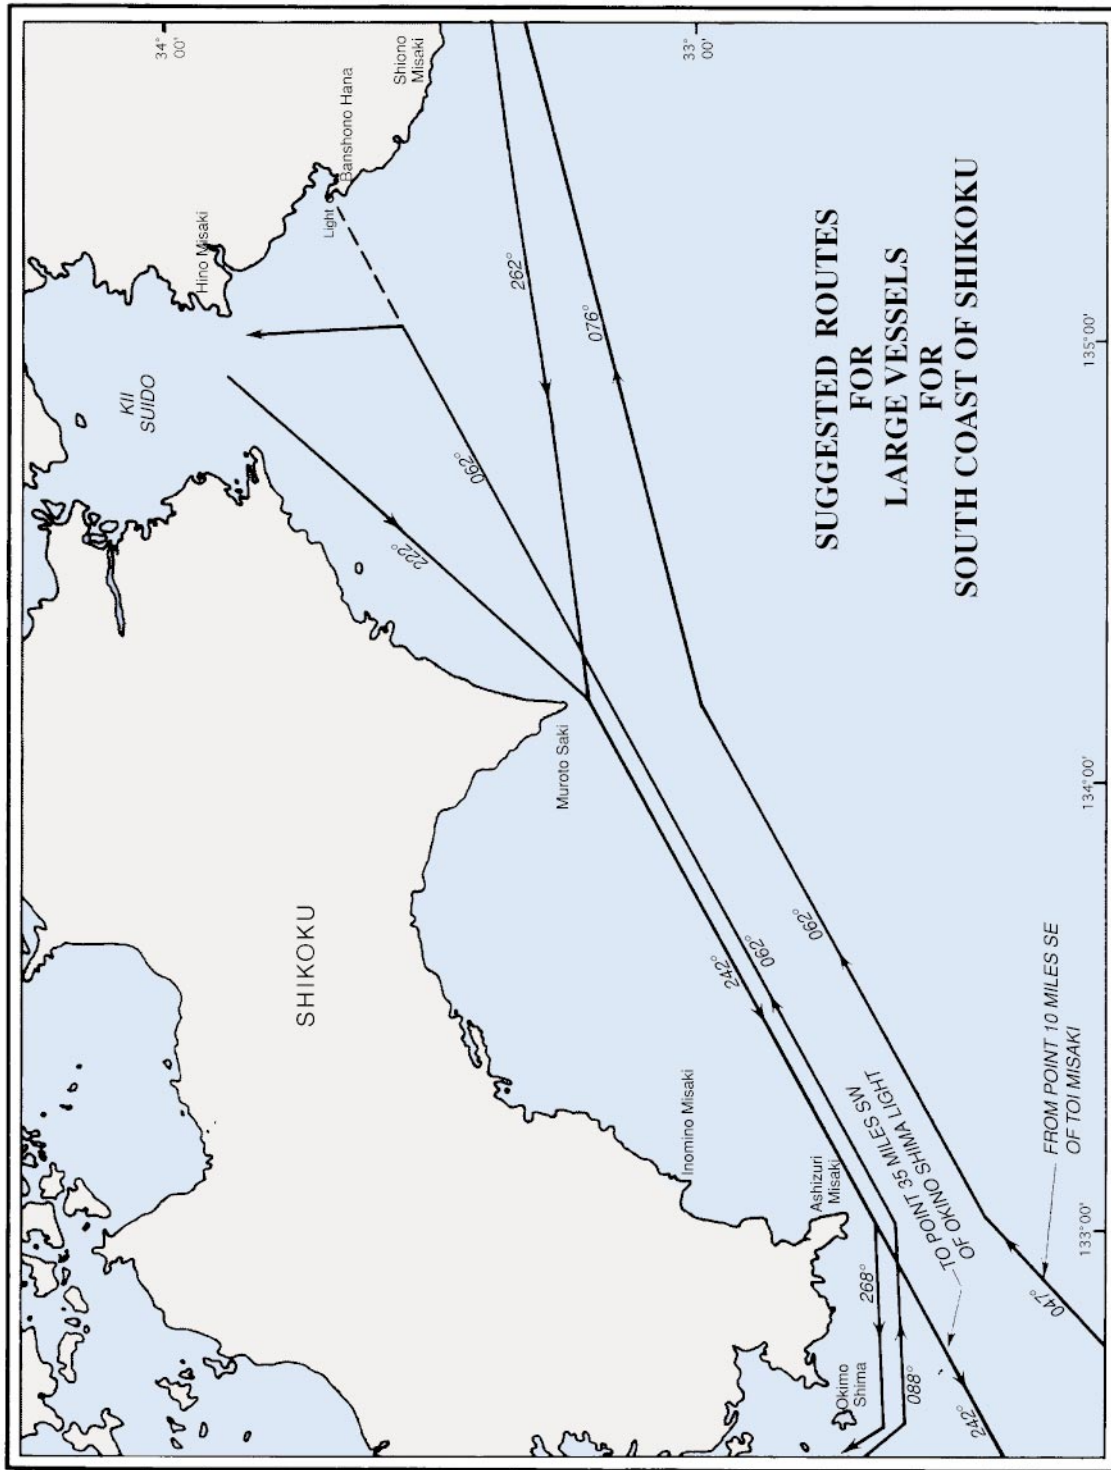 SUGGESTED ROUTES
FOR
LARGE VESSELS
FOR
SOUTH COAST OF SHIKOKU
34°
00'
33°
00'
Shiono
Misaki
Banshono Hana
Light
Hino Misaki
KII
SUIDO
262°
076°
062°
222°
135°00'
Muroto Saki
134°00'
SHIKOKU
242°
062°
062°
Inomino Misaki
Ashizuri
Misaki
TO POINT 35 MILES SW
OF OKINO SHIMA LIGHT
FROM POINT 10 MILES SE
OF TOI MISAKI
133°00'
268°
088°
047°
Okimo
Shima
242°